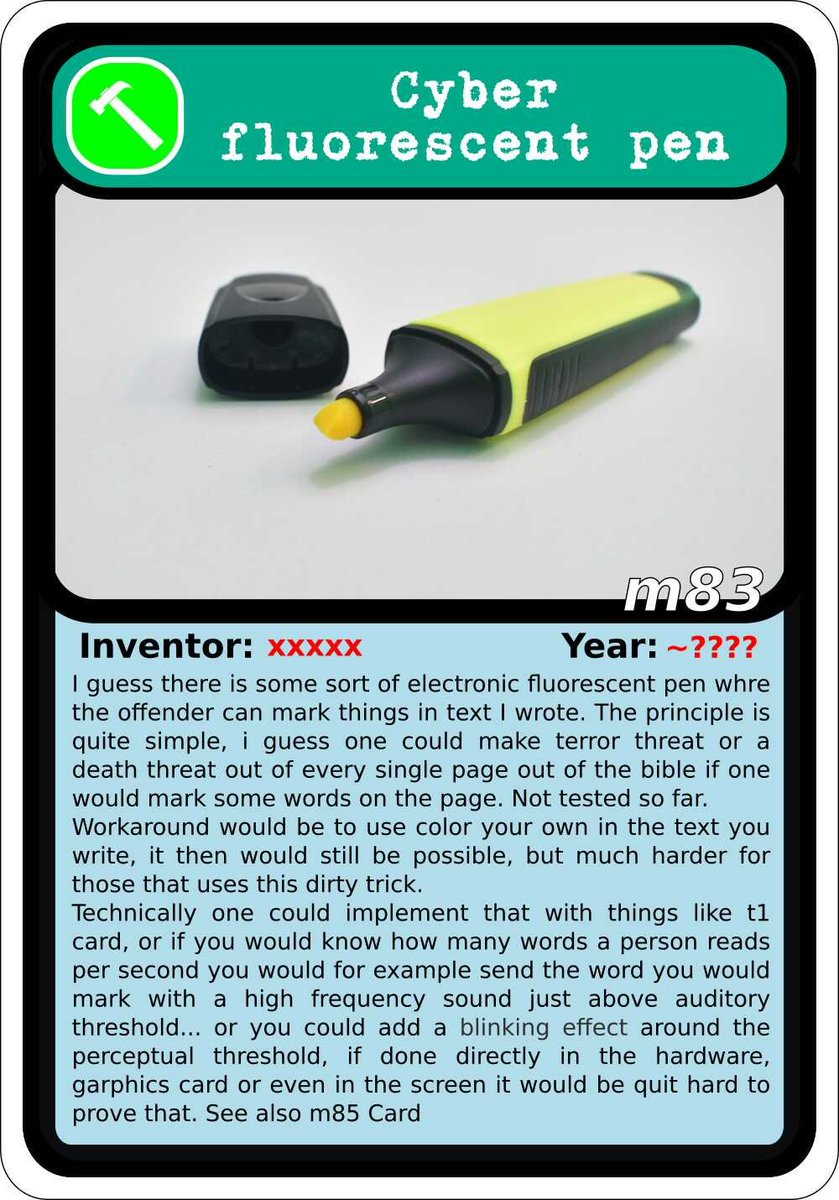 Cyber
fluorescent pen
m83
Inventor: xxxxx Year: ~????
I guess there is some sort of electronic fluorescent pen whre
the offender can mark things in text I wrote. The principle is
quite simple, i guess one could make terror threat or a
death threat out of every single page out of the bible if one
would mark some words on the page. Not tested so far.
Workaround would be to use color your own in the text you
write, it then would still be possible, but much harder for
those that uses this dirty trick.
Technically one could implement that with things like t1
card, or if you would know how many words a person reads
per second you would for example send the word you would
mark with a high frequency sound just above auditory
threshold... or you could add a blinking effect around the
perceptual threshold, if done directly in the hardware,
garphics card or even in the screen it would be quit hard to
prove that. See also m85 Card